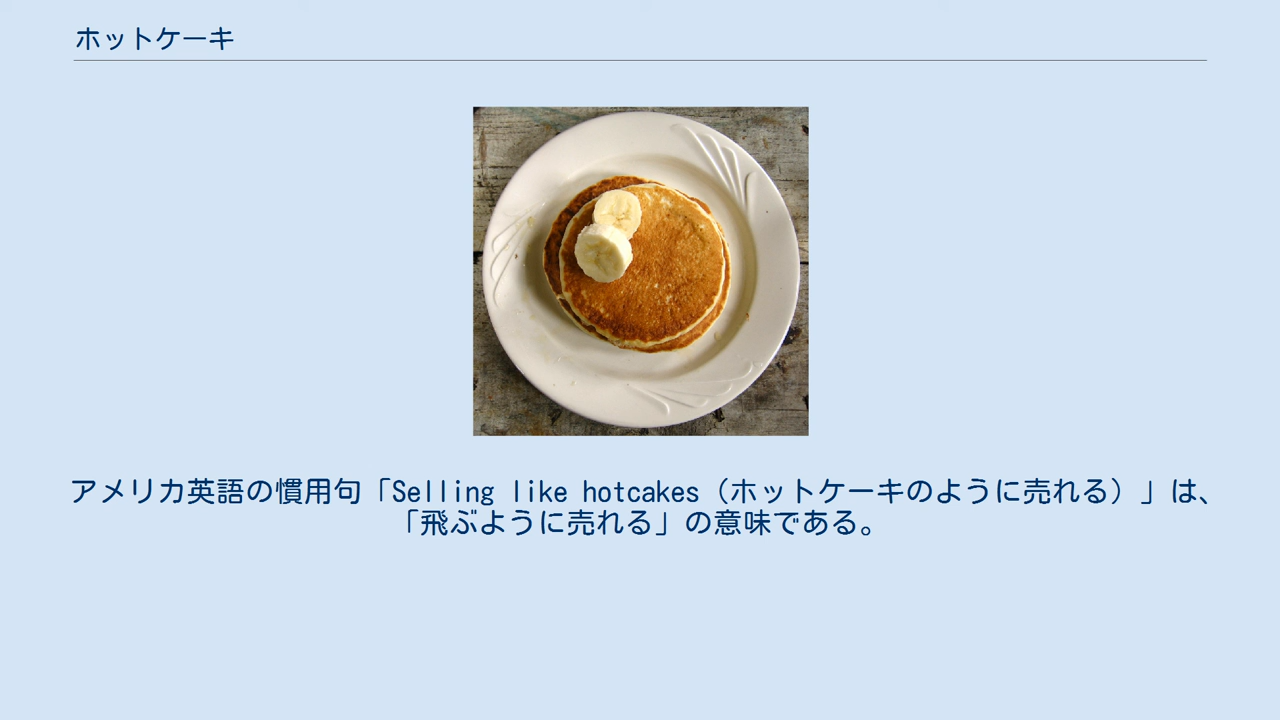 ホットケーキ
アメリカ英語の慣用句「Selling like hotcakes（ホットケーキのように売れる）」は、
「飛ぶように売れる」の意味である。